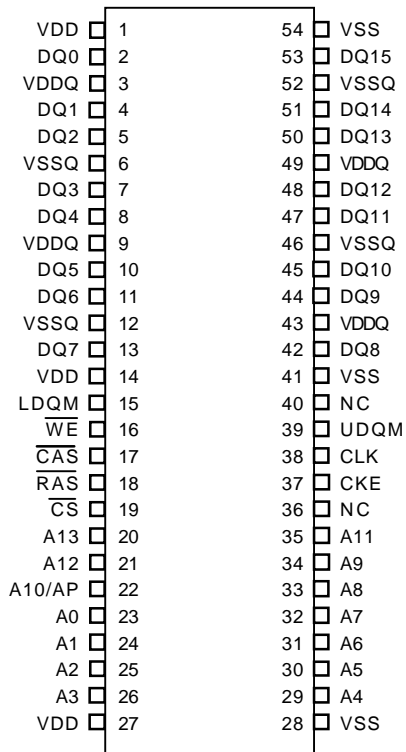 VDD 1 54 VSS
DQ0 2 53 DQ15
VDDQ 3 52 VSSQ
DQ1 4 51 DQ14
DQ2 5 50 DQ13
VSSQ 6 49 VDDQ
DQ3 7 48 DQ12
DQ4 8 47 DQ11
VDDQ 9 46 VSSQ
DQ5 10 45 DQ10
DQ6 11 44 DQ9
VSSQ 12 43 VDDQ
DQ7 13 42 DQ8
VDD 14 41 VSS
LDQM 15 40 NC
W̅E̅ 16 39 UDQM
C̅A̅S̅ 17 38 CLK
R̅A̅S̅ 18 37 CKE
C̅S̅ 19 36 NC
A13 20 35 A11
A12 21 34 A9
A10/AP 22 33 A8
A0 23 32 A7
A1 24 31 A6
A2 25 30 A5
A3 26 29 A4
VDD 27 28 VSS